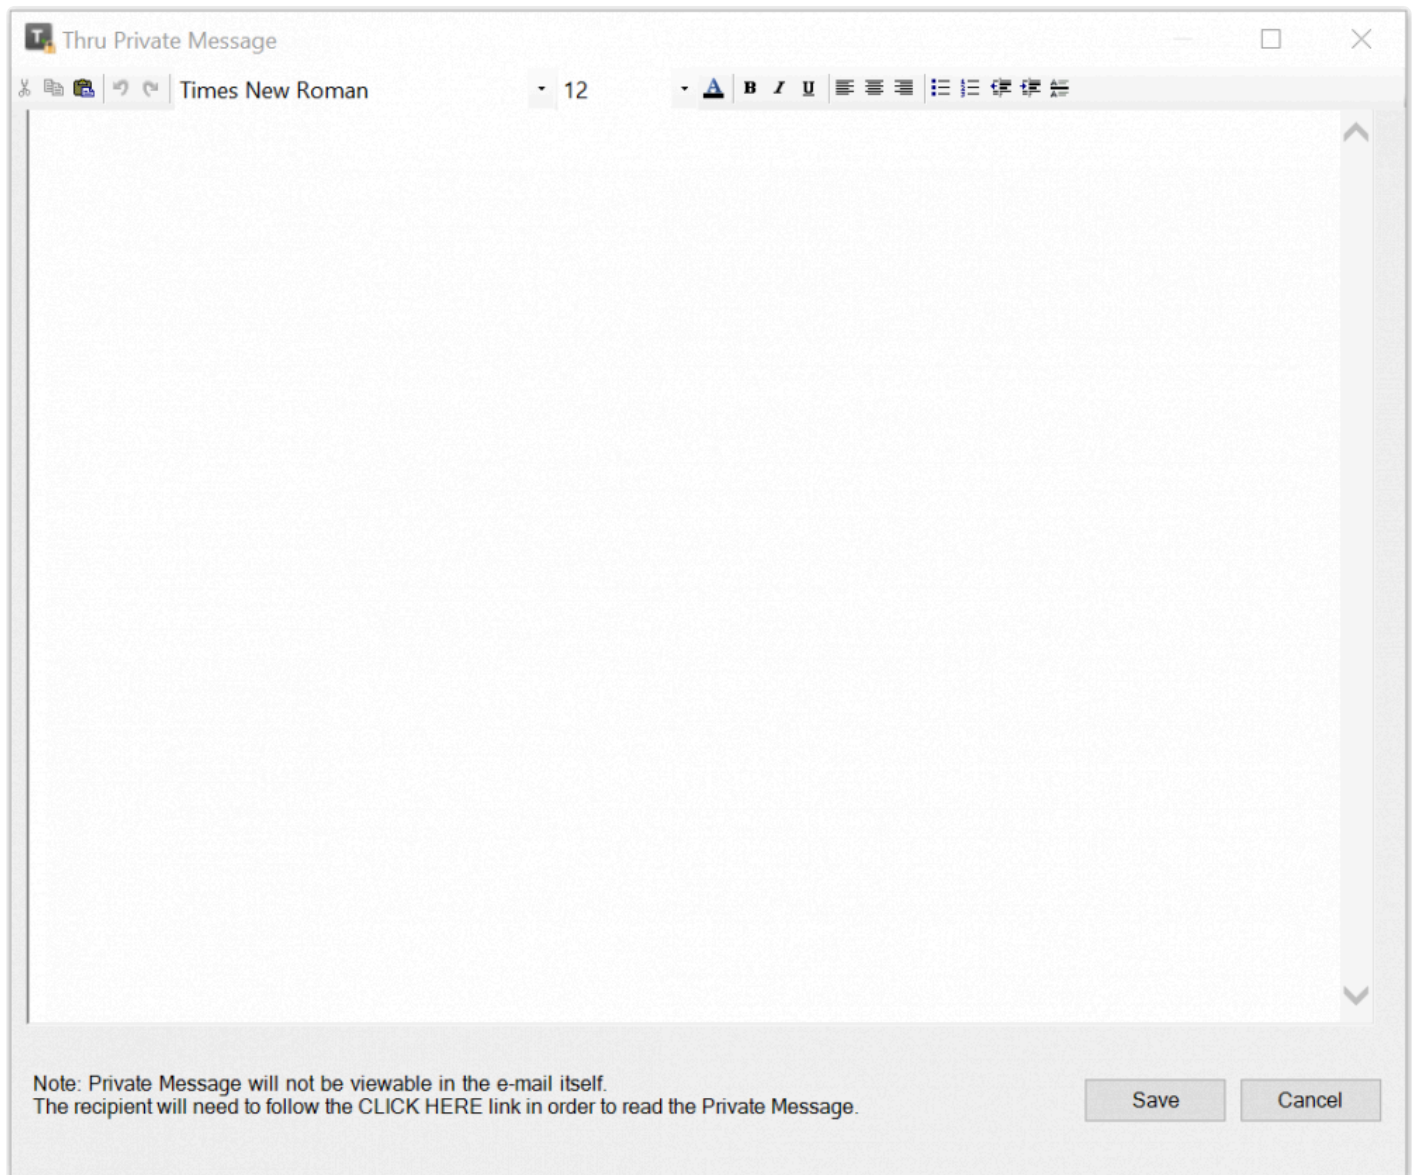 Thru Private Message
Times New Roman 12 A B I U
Note: Private Message will not be viewable in the e-mail itself.
The recipient will need to follow the CLICK HERE link in order to read the Private Message.
Save Cancel